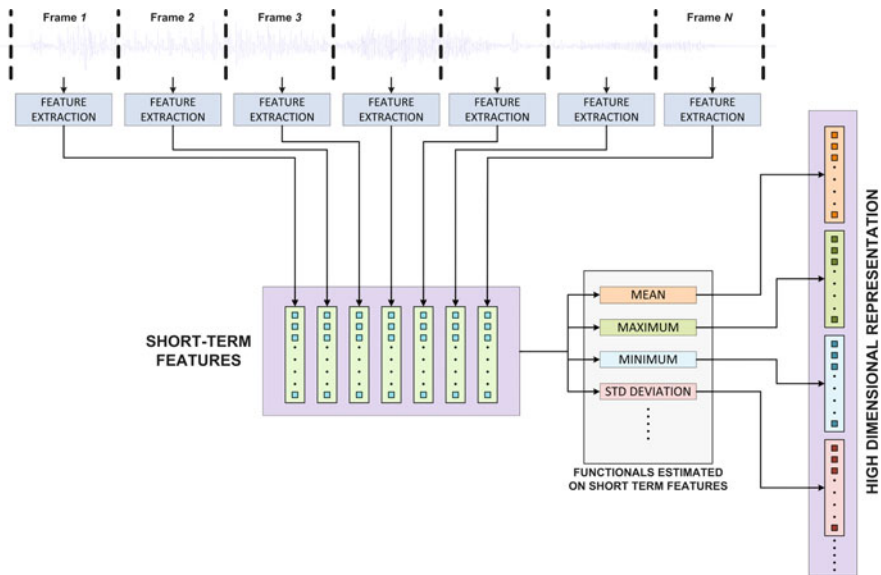 Frame 1
Frame 2
Frame 3
Frame N
FEATURE
EXTRACTION
FEATURE
EXTRACTION
FEATURE
EXTRACTION
FEATURE
EXTRACTION
FEATURE
EXTRACTION
FEATURE
EXTRACTION
FEATURE
EXTRACTION
SHORT-TERM
FEATURES
MEAN
MAXIMUM
MINIMUM
STD DEVIATION
FUNCTIONALS ESTIMATED
ON SHORT TERM FEATURES
HIGH DIMENSIONAL REPRESENTATION